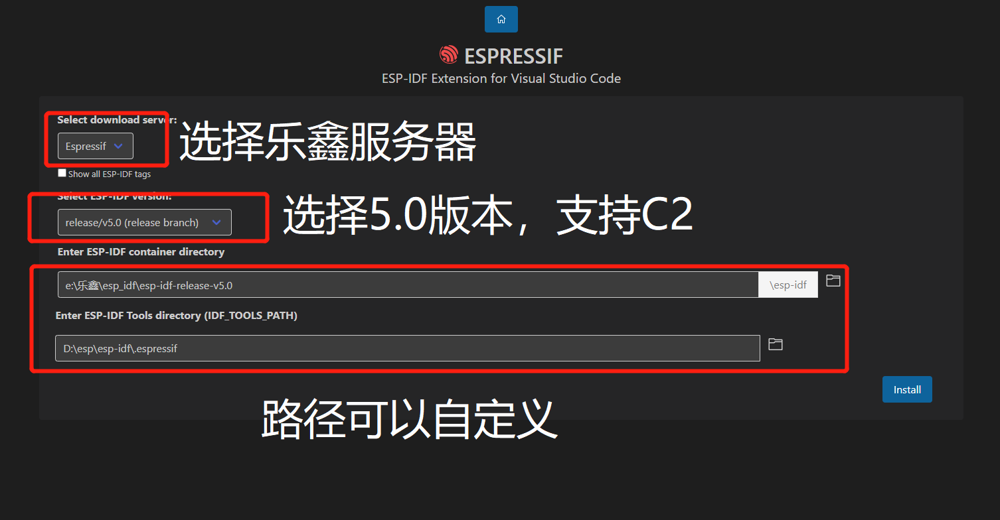 ESPRESSIF
ESP-IDF Extension for Visual Studio Code
Select download server:
选择乐鑫服务器
Espressif
Show all ESP-IDF tags
Select ESP-IDF version:
选择5.0版本，支持C2
release/v5.0 (release branch)
Enter ESP-IDF container directory
e:\乐鑫\esp_idf\esp-idf-release-v5.0 \esp-idf
Enter ESP-IDF Tools directory (IDF_TOOLS_PATH)
D:\esp\esp-idf\.espressif
Install
路径可以自定义